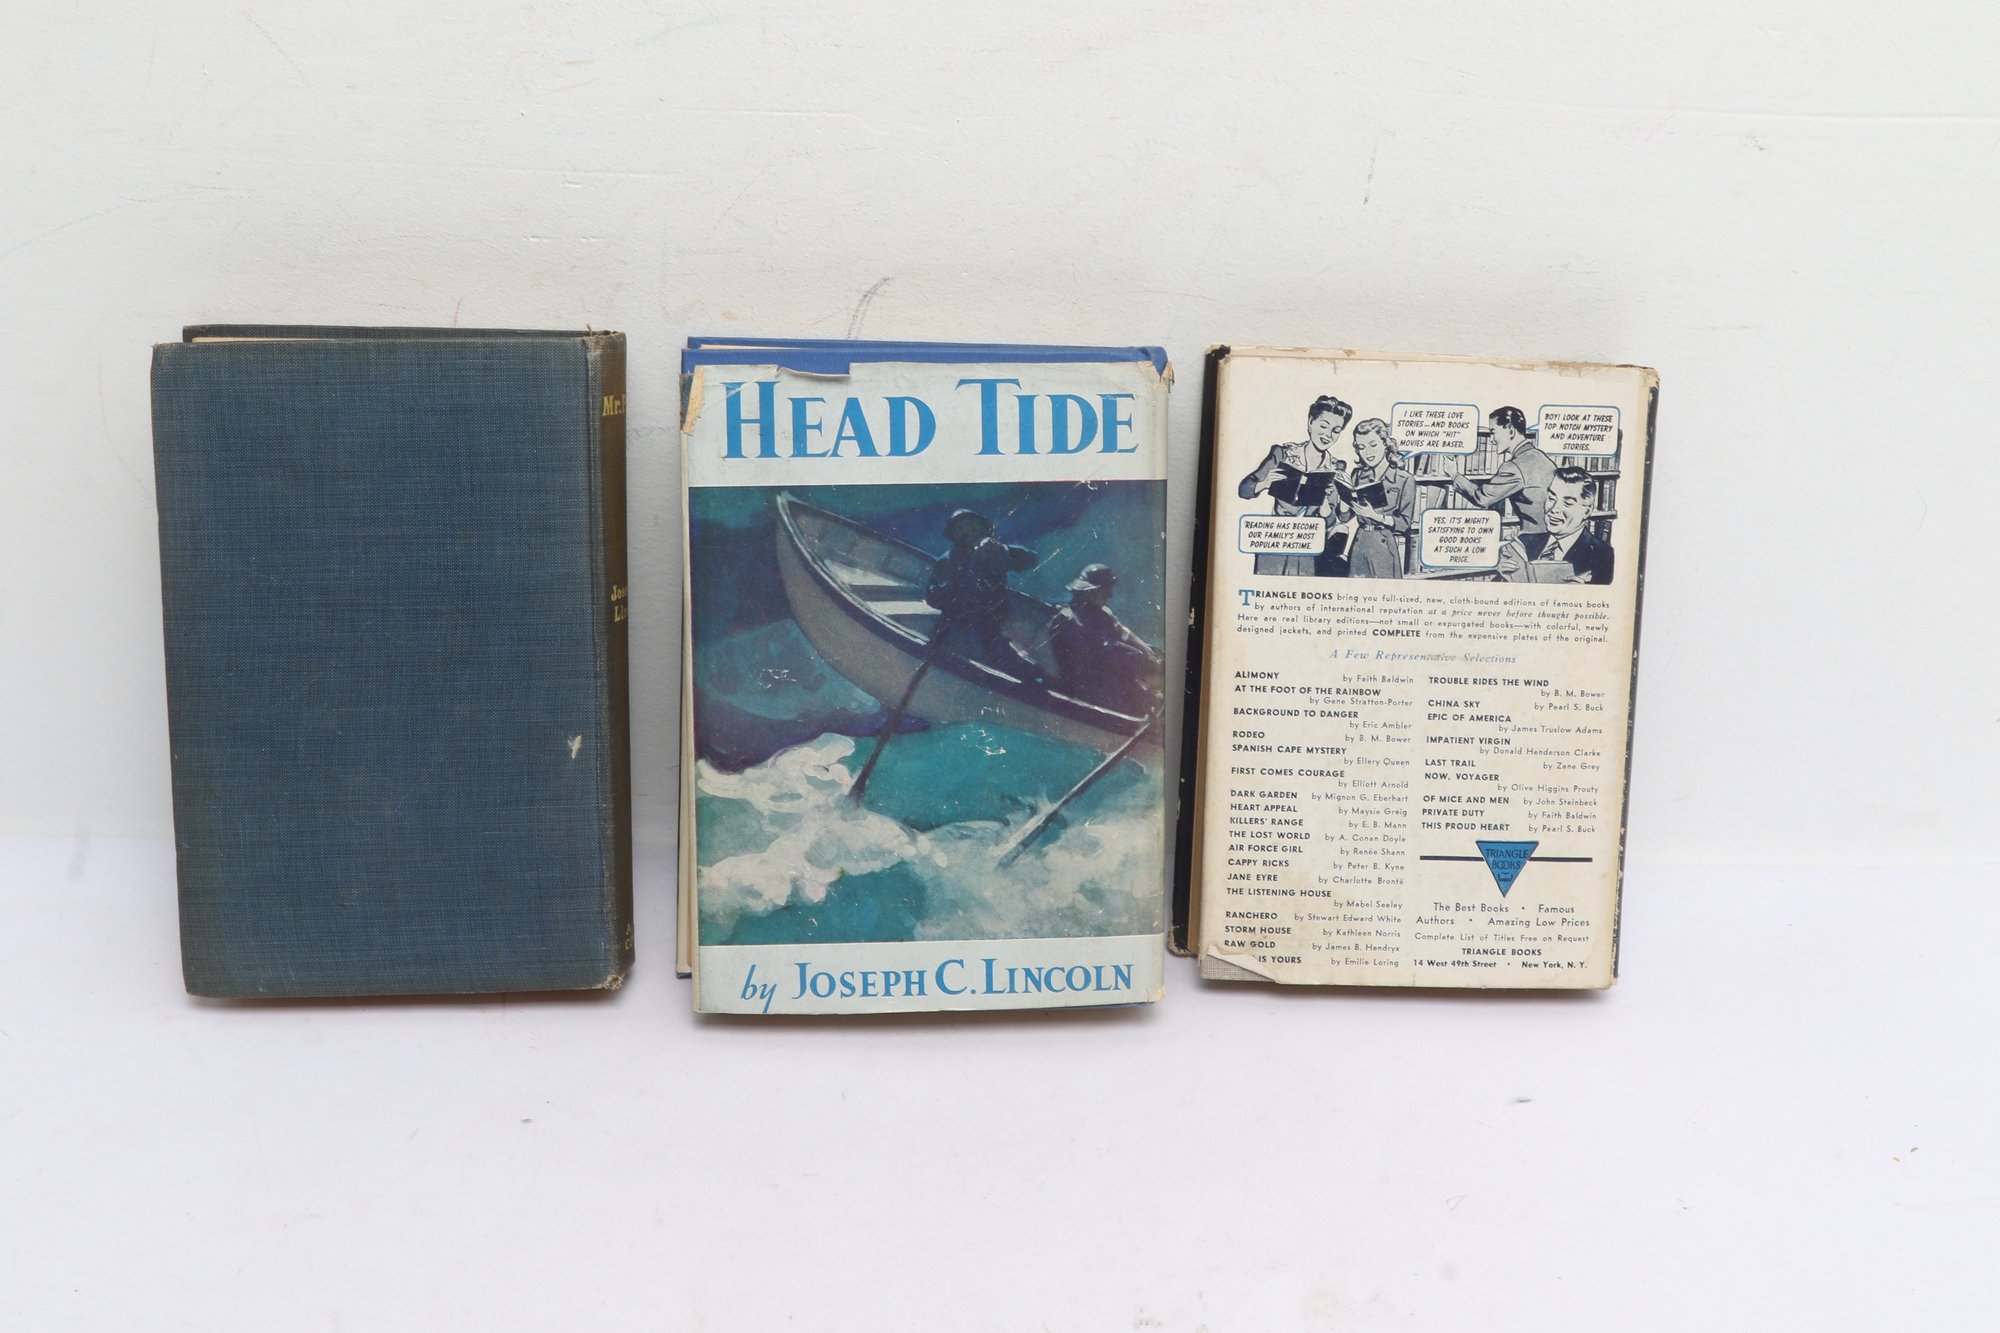 Mr.
HEAD TIDE
by JOSEPH C. LINCOLN
I LIKE THESE LOVE
STORIES—AND BOOKS
ON WHICH "HIT"
MOVIES ARE BASED.
BOY! LOOK AT THESE
TOP NOTCH MYSTERY
AND ADVENTURE
STORIES.
READING HAS BECOME
OUR FAMILY'S MOST
POPULAR PASTIME.
YES, IT'S MIGHTY
SATISFYING TO OWN
GOOD BOOKS
AT SUCH A LOW
PRICE.
TRIANGLE BOOKS bring you full-sized, new, cloth-bound editions of famous books
by authors of international reputation at a price never before thought possible.
Here are real library editions—not small or expurgated books—with colorful, newly
designed jackets, and printed COMPLETE from the expensive plates of the original.
A Few Representative Selections
ALIMONY by Faith Baldwin
AT THE FOOT OF THE RAINBOW
by Gene Stratton-Porter
BACKGROUND TO DANGER
by Eric Ambler
RODEO by B. M. Bower
SPANISH CAPE MYSTERY
by Ellery Queen
FIRST COMES COURAGE
by Elliott Arnold
DARK GARDEN by Mignon G. Eberhart
HEART APPEAL by Maysie Greig
KILLERS' RANGE by E. B. Mann
THE LOST WORLD by A. Conan Doyle
AIR FORCE GIRL by Renée Shann
CAPPY RICKS by Peter B. Kyne
JANE EYRE by Charlotte Brontë
THE LISTENING HOUSE
by Mabel Seeley
RANCHERO by Stewart Edward White
STORM HOUSE by Kathleen Norris
RAW GOLD by James B. Hendryx
IS YOURS by Emilie Loring
TROUBLE RIDES THE WIND
by B. M. Bower
CHINA SKY by Pearl S. Buck
EPIC OF AMERICA
by James Truslow Adams
IMPATIENT VIRGIN
by Donald Henderson Clarke
LAST TRAIL by Zane Grey
NOW, VOYAGER
by Olive Higgins Prouty
OF MICE AND MEN by John Steinbeck
PRIVATE DUTY by Faith Baldwin
THIS PROUD HEART by Pearl S. Buck
TRIANGLE
BOOKS
The Best Books • Famous
Authors • Amazing Low Prices
Complete List of Titles Free on Request
TRIANGLE BOOKS
14 West 49th Street • New York, N. Y.